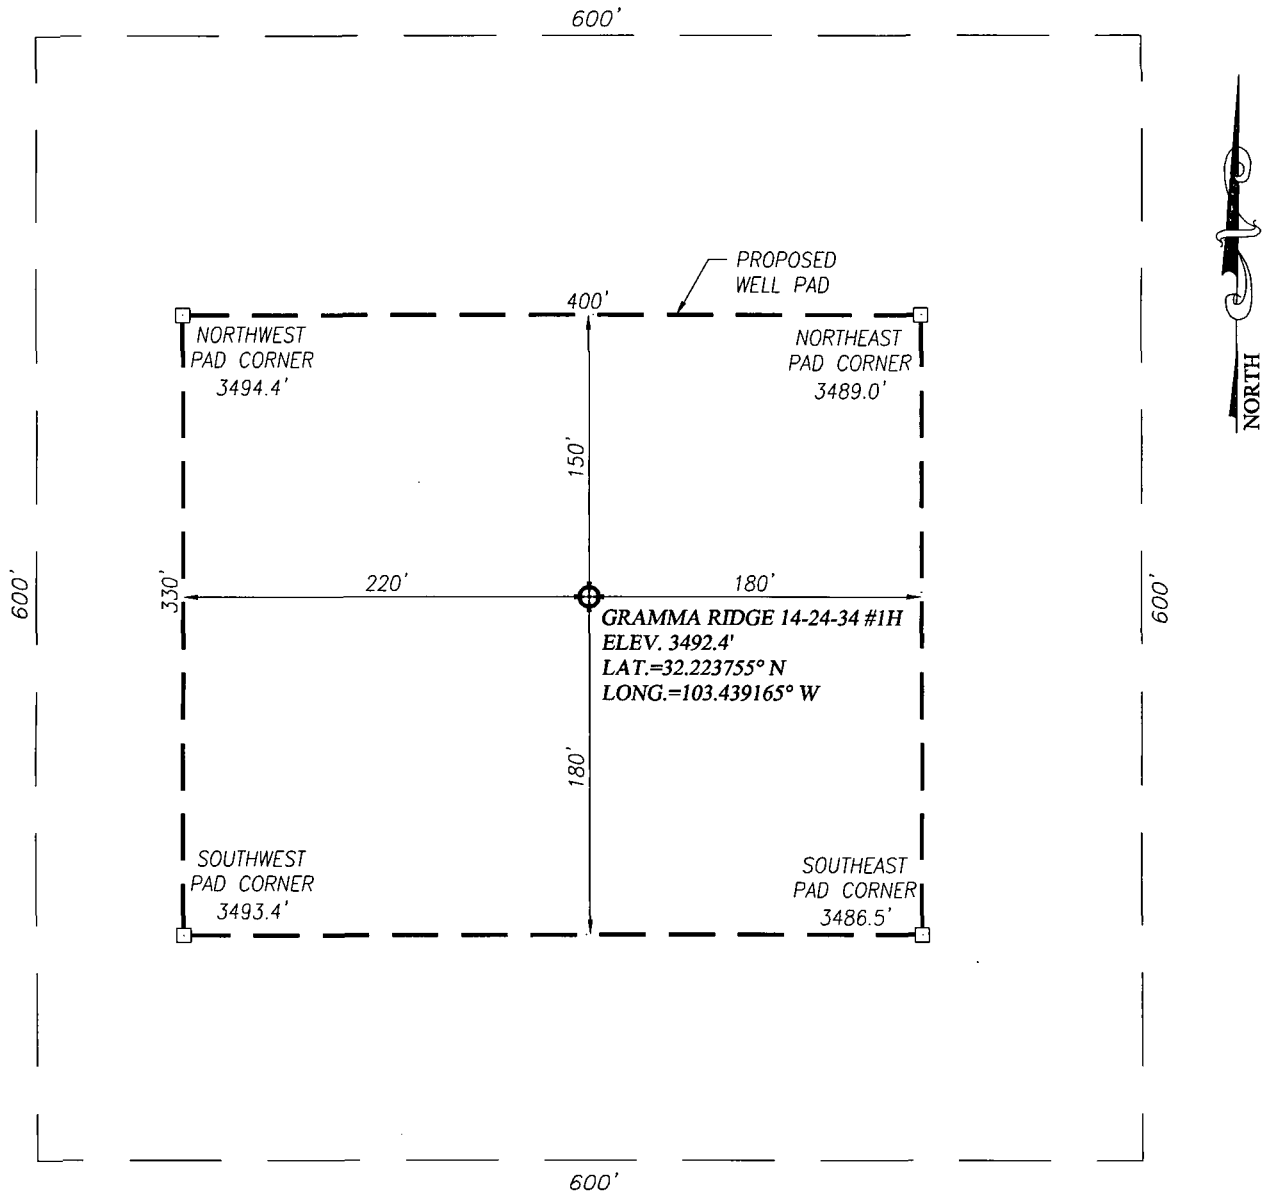 600'
PROPOSED
WELL PAD
400'
NORTHWEST
PAD CORNER
3494.4'
NORTHEAST
PAD CORNER
3489.0'
NORTH
150'
600'
330'
220'
180'
600'
GRAMMA RIDGE 14-24-34 #1H
ELEV. 3492.4'
LAT.=32.223755° N
LONG.=103.439165° W
180'
SOUTHWEST
PAD CORNER
3493.4'
SOUTHEAST
PAD CORNER
3486.5'
600'